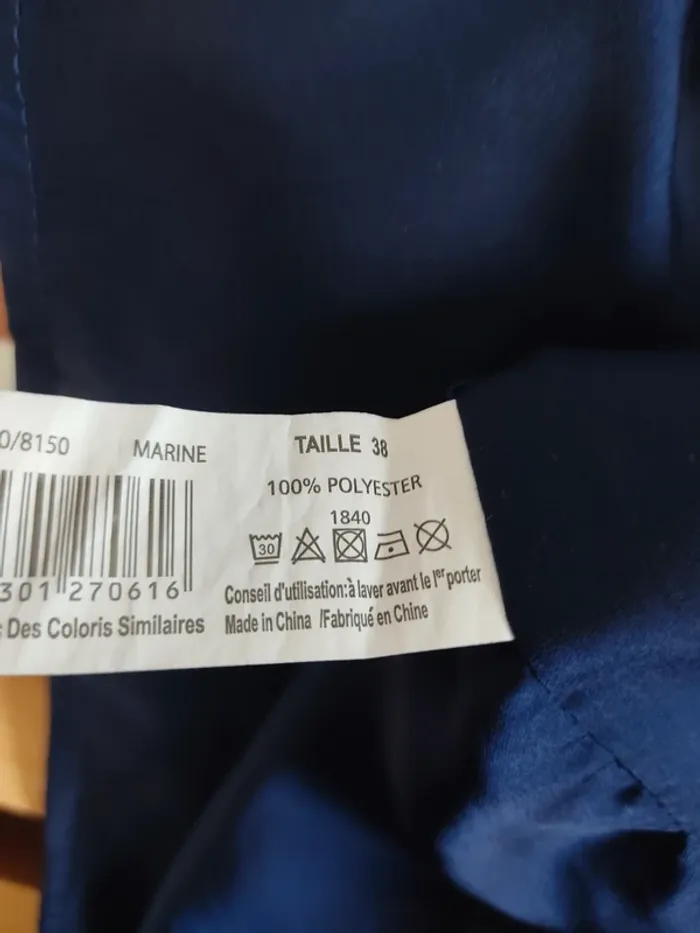 0/8150 MARINE TAILLE 38
100% POLYESTER
1840
30
301 270616
Conseil d'utilisation:à laver avant le 1er porter
Des Coloris Similaires
Made in China /Fabriqué en Chine